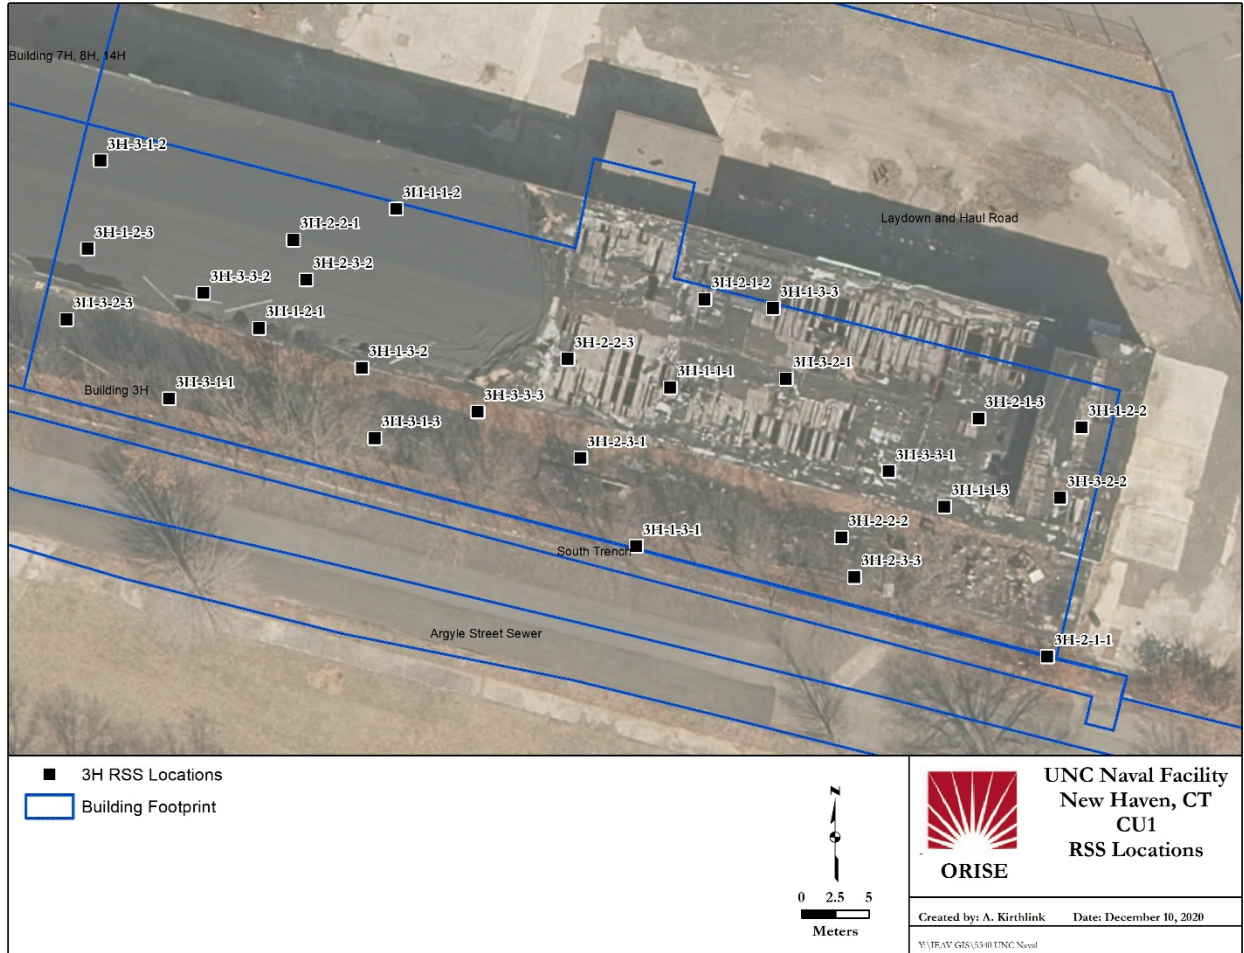 Building 7H, 8H, 14H
3H-3-1-2
3H-1-1-2
Laydown and Haul Road
3H-2-2-1
3H-1-2-3
3H-2-3-2
3H-3-3-2
3H-2-1-2
3H-1-3-3
3H-3-2-3
3H-1-2-1
3H-2-2-3
3H-1-3-2
3H-3-2-1
3H-1-1-1
Building 3H
3H-3-1-1
3H-3-3-3
3H-2-1-3
3H-1-2-2
3H-3-1-3
3H-2-3-1
3H-3-3-1
3H-3-2-2
3H-1-1-3
3H-1-3-1
3H-2-2-2
South Trench
3H-2-3-3
Argyle Street Sewer
3H-2-1-1
3H RSS Locations
Building Footprint
N
0 2.5 5
Meters
ORISE
UNC Naval Facility
New Haven, CT
CU1
RSS Locations
Created by: A. Kirthlink Date: December 10, 2020
Y:\IEAV GIS\5340 UNC Naval